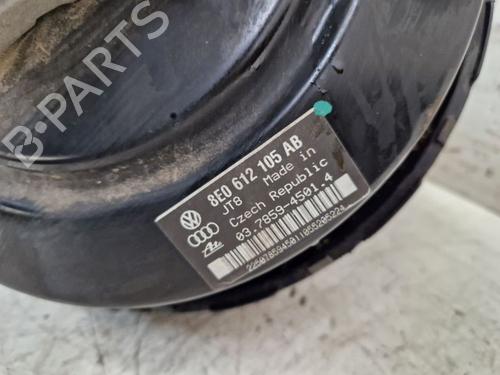 B-PARTS
8E0 612 105 AB
JT8 Made in
Czech Republic
03.7859-4501.4